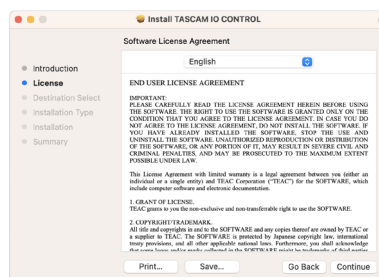 Install TASCAM IO CONTROL
Software License Agreement
English
Introduction
License
Destination Select
Installation Type
Installation
Summary
END USER LICENSE AGREEMENT
IMPORTANT:
PLEASE CAREFULLY READ THE LICENSE AGREEMENT HEREIN BEFORE USING
THE SOFTWARE. THE RIGHT TO USE THE SOFTWARE IS GRANTED ONLY ON THE
CONDITION THAT YOU AGREE TO THE LICENSE AGREEMENT. IN CASE YOU DO
NOT AGREE TO THE LICENSE AGREEMENT, DO NOT INSTALL THE SOFTWARE. IF
YOU HAVE ALREADY INSTALLED THE SOFTWARE, STOP THE USE AND
UNINSTALL THE SOFTWARE. UNAUTHORIZED REPRODUCTION OR DISTRIBUTION
OF THE SOFTWARE, OR ANY PORTION OF IT, MAY RESULT IN SEVERE CIVIL AND
CRIMINAL PENALTIES, AND MAY BE PROSECUTED TO THE MAXIMUM EXTENT
POSSIBLE UNDER LAW.
This License Agreement with limited warranty is a legal agreement between you (either an
individual or a single entity) and TEAC Corporation ("TEAC") for the SOFTWARE, which
include computer software and electronic documentation.
1. GRANT OF LICENSE.
TEAC grants to you the non-exclusive and non-transferable right to use the SOFTWARE.
2. COPYRIGHT/TRADEMARK.
All title and copyrights in and to the SOFTWARE and any copies thereof are owned by TEAC or
a supplier to TEAC. The SOFTWARE is protected by Japanese copyright law, international
treaty provisions, and all other applicable national laws. Furthermore, you shall acknowledge
Print...
Save...
Go Back
Continue